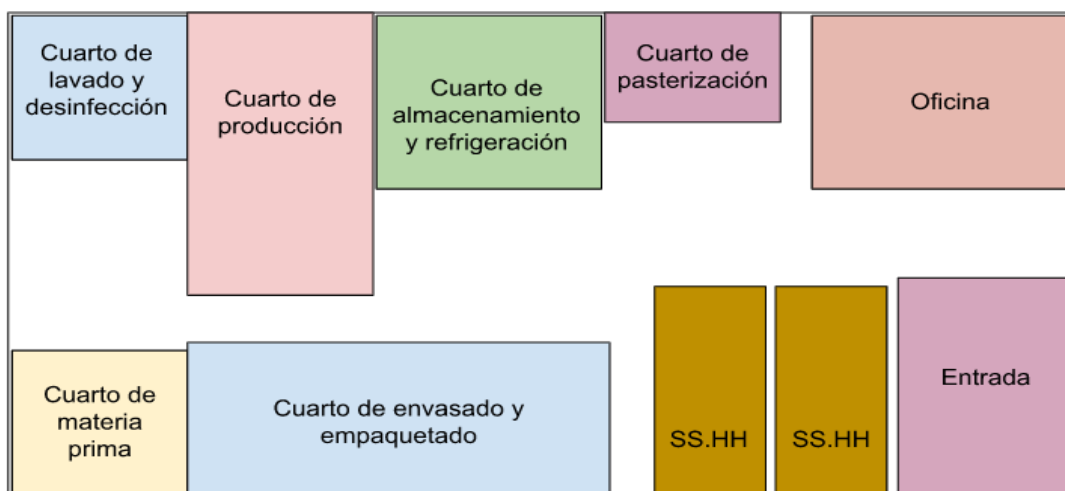 Cuarto de
lavado y
desinfección
Cuarto de
producción
Cuarto de
almacenamiento
y refrigeración
Cuarto de
pasterización
Oficina
Cuarto de
materia
prima
Cuarto de envasado y
empaquetado
SS.HH
SS.HH
Entrada